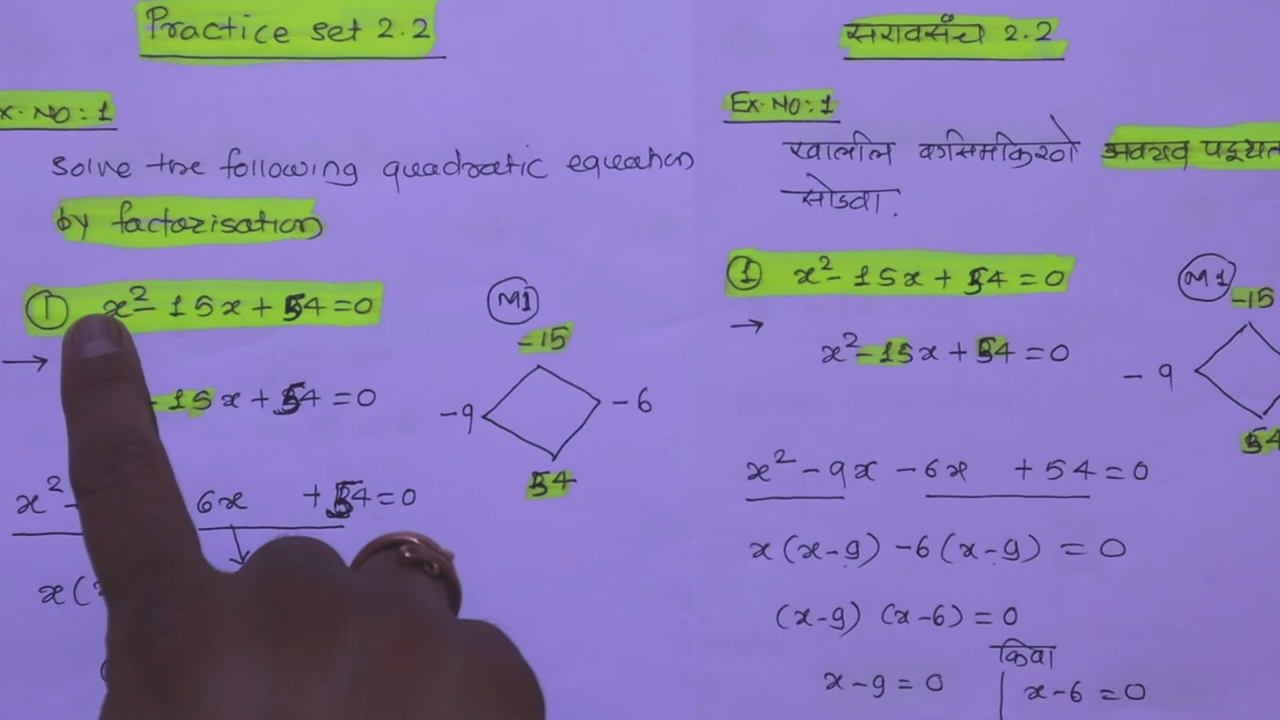 Practice set 2.2
x. NO: 1
Solve the following quadratic equation
by factorisation
① x² - 15x + 54 = 0
M1
-15
→
- 15x + 54 = 0
-9
-6
54
x² - 6x + 54 = 0
x(
सरावसंच 2.2
Ex. NO: 1
खालील
सोडवा.
① x² - 15x + 54 = 0
M1
-15
→
x² - 15x + 54 = 0
- 9
54
x² - 9x - 6x + 54 = 0
x(x-9) -6(x-9) = 0
(x-9) (x-6) = 0
किंवा
x-9 = 0 | x-6 = 0